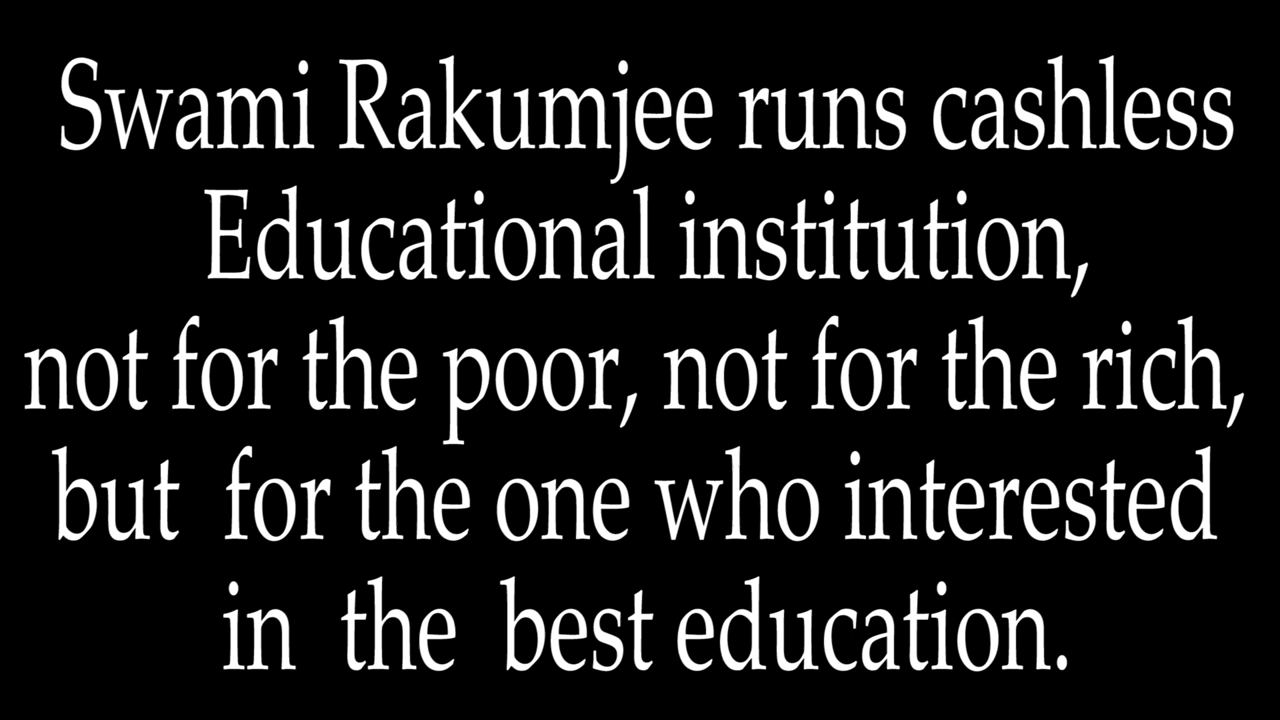 Swami Rakumjee runs cashless
Educational institution,
not for the poor, not for the rich,
but for the one who interested
in the best education.